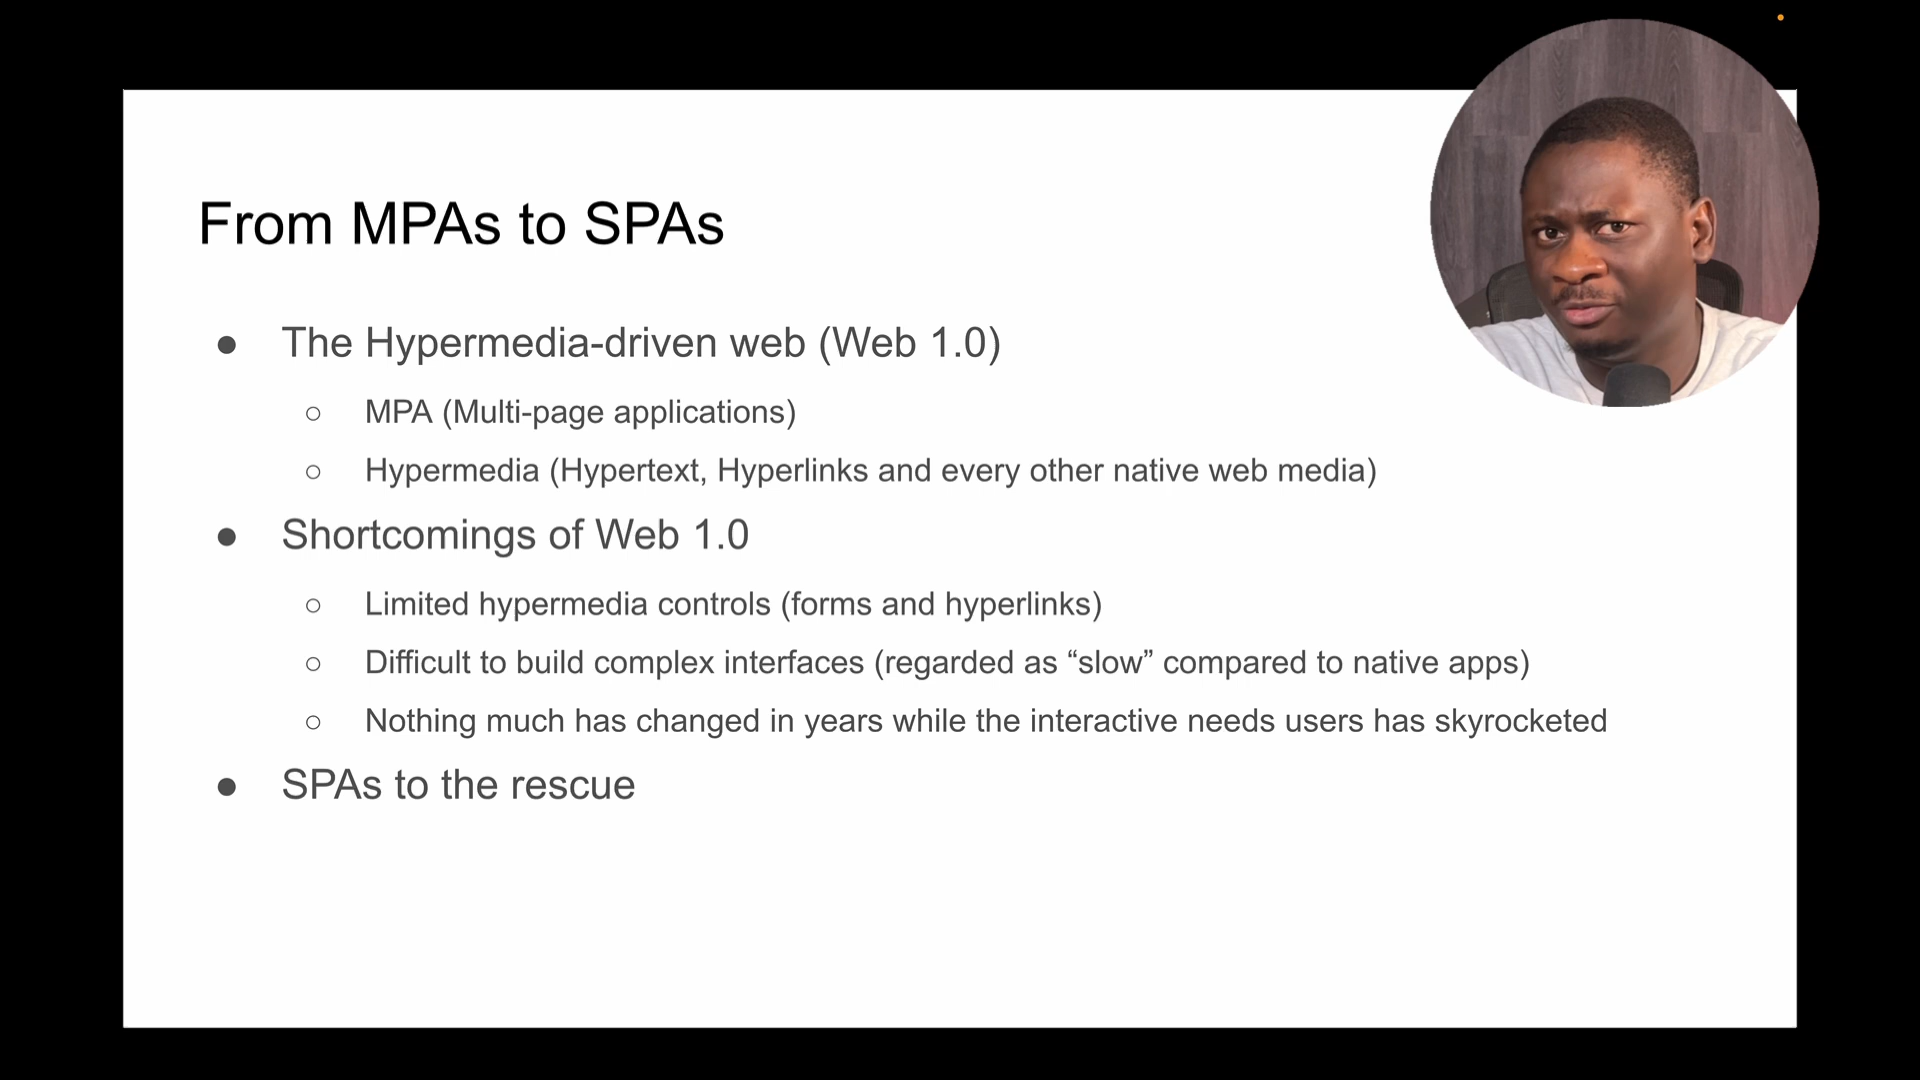 From MPAs to SPAs
● The Hypermedia-driven web (Web 1.0)
○ MPA (Multi-page applications)
○ Hypermedia (Hypertext, Hyperlinks and every other native web media)
● Shortcomings of Web 1.0
○ Limited hypermedia controls (forms and hyperlinks)
○ Difficult to build complex interfaces (regarded as “slow” compared to native apps)
○ Nothing much has changed in years while the interactive needs users has skyrocketed
● SPAs to the rescue